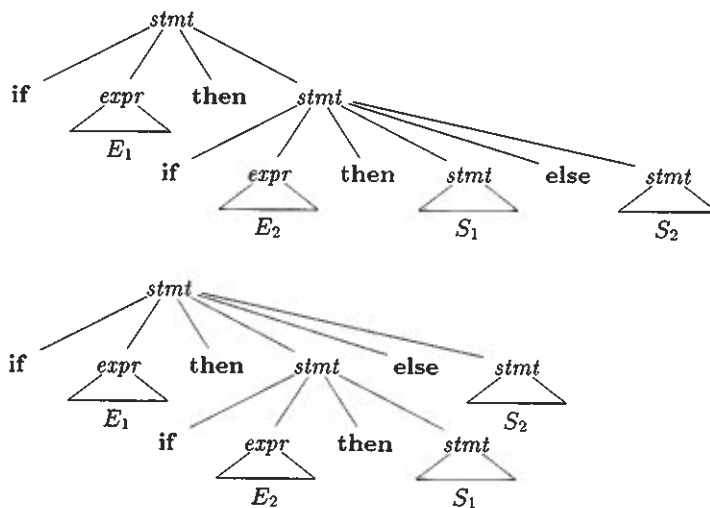 stmt
if expr then stmt
E₁
if expr then stmt else stmt
E₂ S₁ S₂
stmt
if expr then stmt else stmt
E₁ S₂
if expr then stmt
E₂ S₁